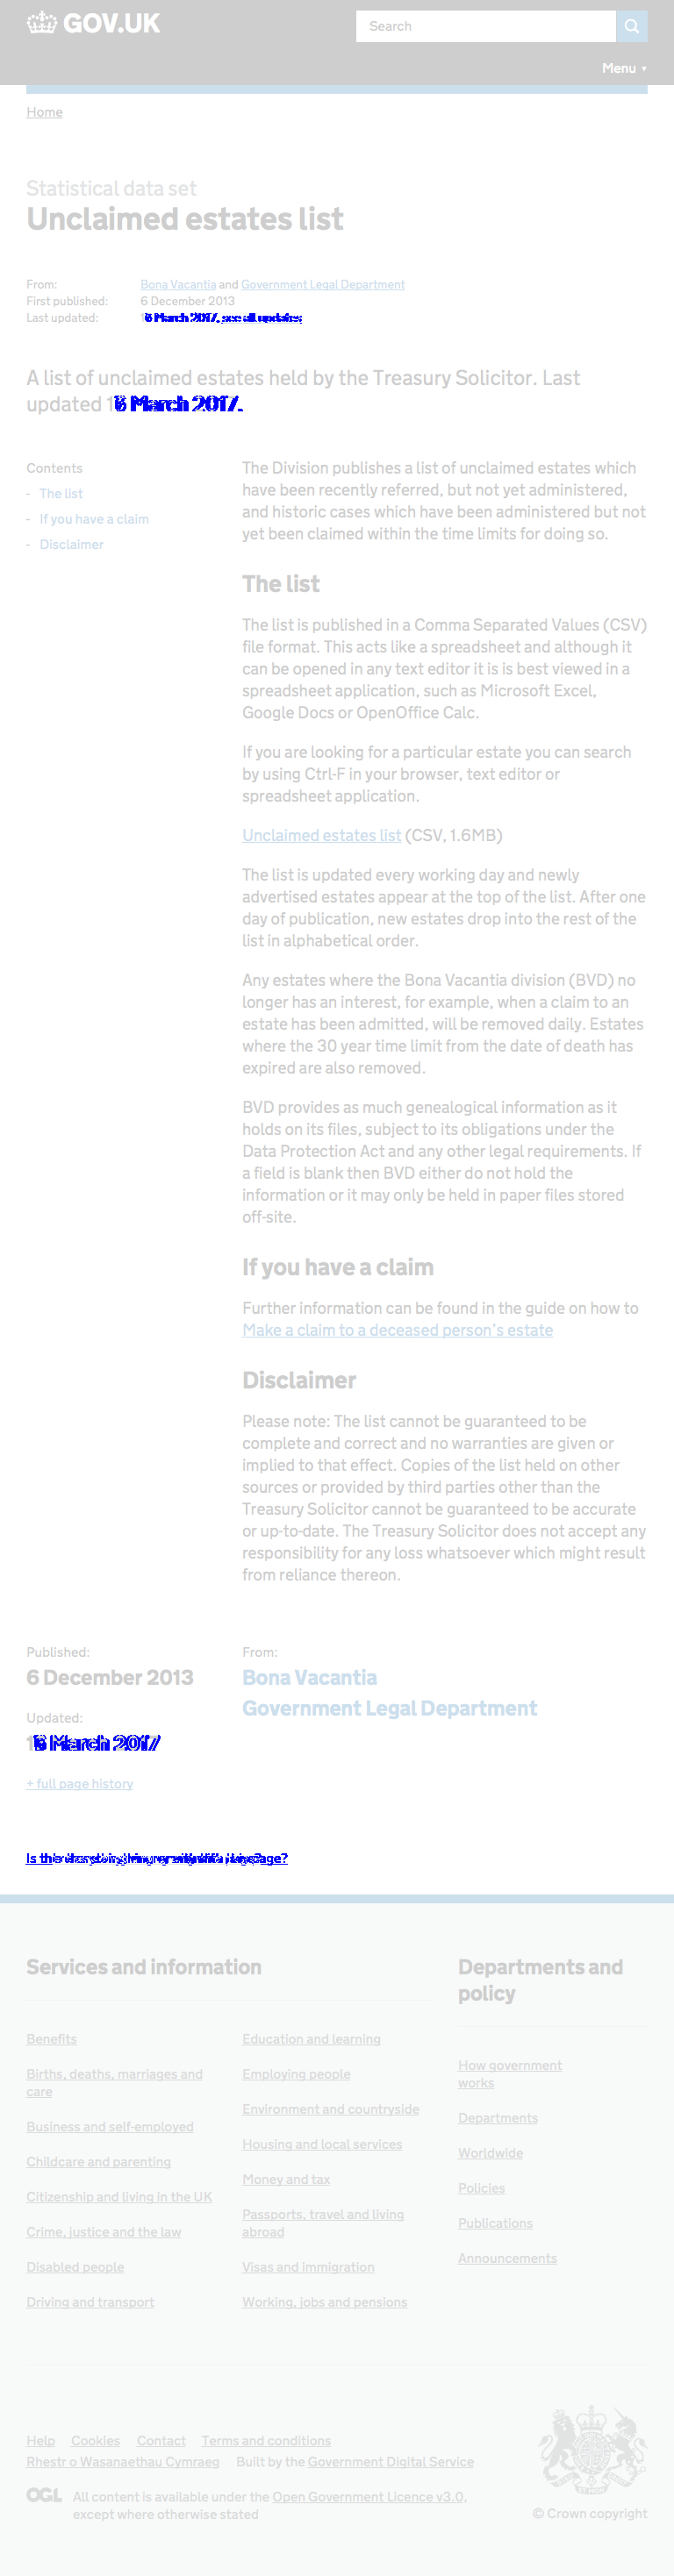 GOV.UK
Search
Menu ▼
Home
Statistical data set
Unclaimed estates list
From: Bona Vacantia and Government Legal Department
First published: 6 December 2013
Last updated: March 2017, see all updates
A list of unclaimed estates held by the Treasury Solicitor. Last
updated March 2017.
Contents
- The list
- If you have a claim
- Disclaimer
The Division publishes a list of unclaimed estates which
have been recently referred, but not yet administered,
and historic cases which have been administered but not
yet been claimed within the time limits for doing so.
The list
The list is published in a Comma Separated Values (CSV)
file format. This acts like a spreadsheet and although it
can be opened in any text editor it is is best viewed in a
spreadsheet application, such as Microsoft Excel,
Google Docs or OpenOffice Calc.
If you are looking for a particular estate you can search
by using Ctrl-F in your browser, text editor or
spreadsheet application.
Unclaimed estates list (CSV, 1.6MB)
The list is updated every working day and newly
advertised estates appear at the top of the list. After one
day of publication, new estates drop into the rest of the
list in alphabetical order.
Any estates where the Bona Vacantia division (BVD) no
longer has an interest, for example, when a claim to an
estate has been admitted, will be removed daily. Estates
where the 30 year time limit from the date of death has
expired are also removed.
BVD provides as much genealogical information as it
holds on its files, subject to its obligations under the
Data Protection Act and any other legal requirements. If
a field is blank then BVD either do not hold the
information or it may only be held in paper files stored
off-site.
If you have a claim
Further information can be found in the guide on how to
Make a claim to a deceased person's estate
Disclaimer
Please note: The list cannot be guaranteed to be
complete and correct and no warranties are given or
implied to that effect. Copies of the list held on other
sources or provided by third parties other than the
Treasury Solicitor cannot be guaranteed to be accurate
or up-to-date. The Treasury Solicitor does not accept any
responsibility for any loss whatsoever which might result
from reliance thereon.
Published:
6 December 2013
Updated:
March 2017
+ full page history
From:
Bona Vacantia
Government Legal Department
Services and information
Benefits
Births, deaths, marriages and
care
Business and self-employed
Childcare and parenting
Citizenship and living in the UK
Crime, justice and the law
Disabled people
Driving and transport
Education and learning
Employing people
Environment and countryside
Housing and local services
Money and tax
Passports, travel and living
abroad
Visas and immigration
Working, jobs and pensions
Departments and
policy
How government
works
Departments
Worldwide
Policies
Publications
Announcements
Help Cookies Contact Terms and conditions
Rhestr o Wasanaethau Cymraeg Built by the Government Digital Service
OGL All content is available under the Open Government Licence v3.0,
except where otherwise stated
© Crown copyright